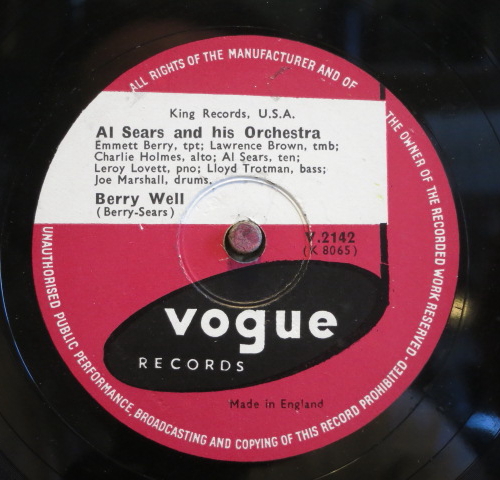 ALL RIGHTS OF THE MANUFACTURER AND OF THE OWNER OF THE RECORDED WORK RESERVED ·
King Records, U.S.A.
Al Sears and his Orchestra
Emmett Berry, tpt; Lawrence Brown, tmb;
Charlie Holmes, alto; Al Sears, ten;
Leroy Lovett, pno; Lloyd Trotman, bass;
Joe Marshall, drums.
Berry Well
(Berry-Sears)
V.2142
(K 8065)
vogue
RECORDS
Made in England
UNAUTHORISED PUBLIC PERFORMANCE, BROADCASTING AND COPYING OF THIS RECORD PROHIBITED·